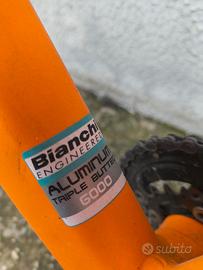 Bianchi
ENGINEERED
ALUMINUM
TRIPLE BUTTED
6000
subito